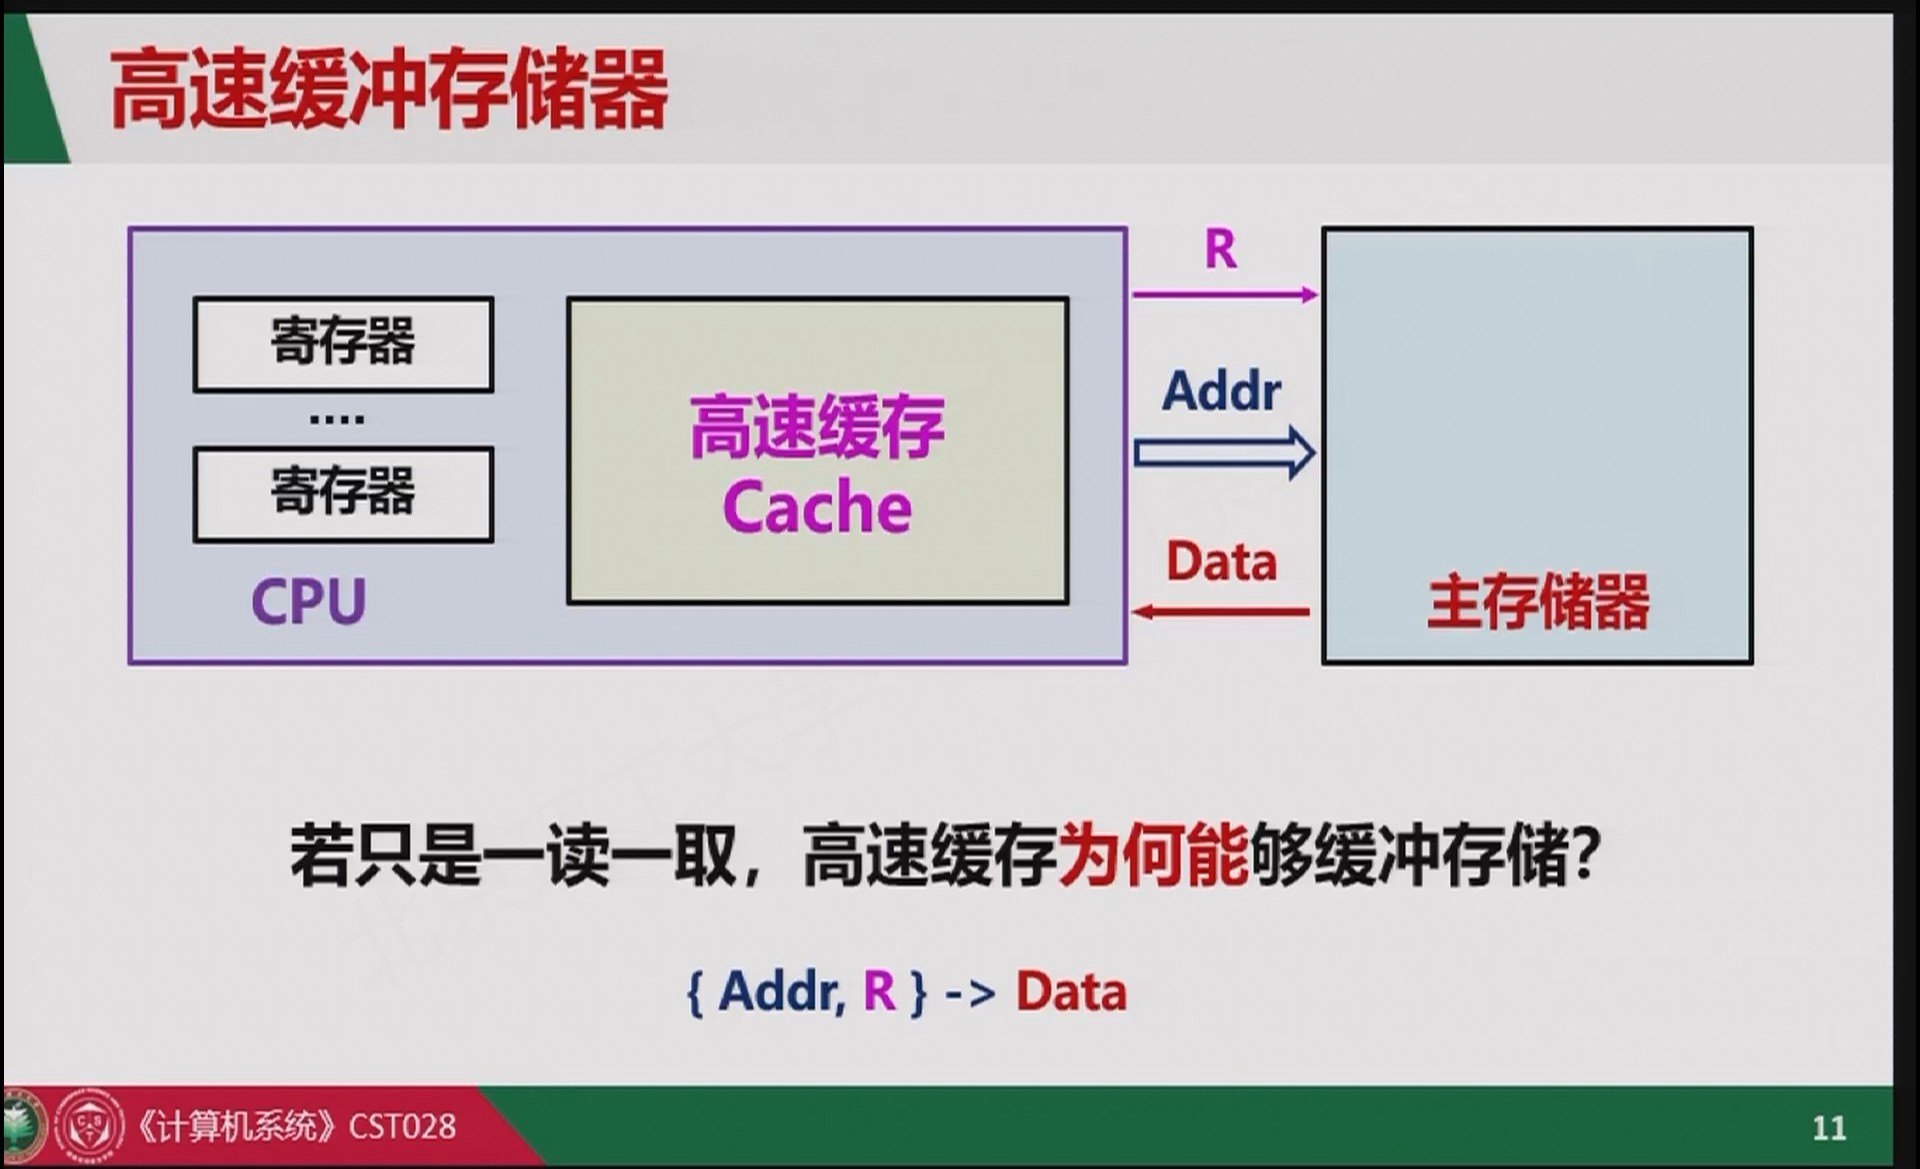 高速缓冲存储器
寄存器
....
寄存器
CPU
高速缓存
Cache
R
Addr
Data
主存储器
若只是一读一取，高速缓存为何能够缓冲存储？
{ Addr, R } -> Data
《计算机系统》CST028
11